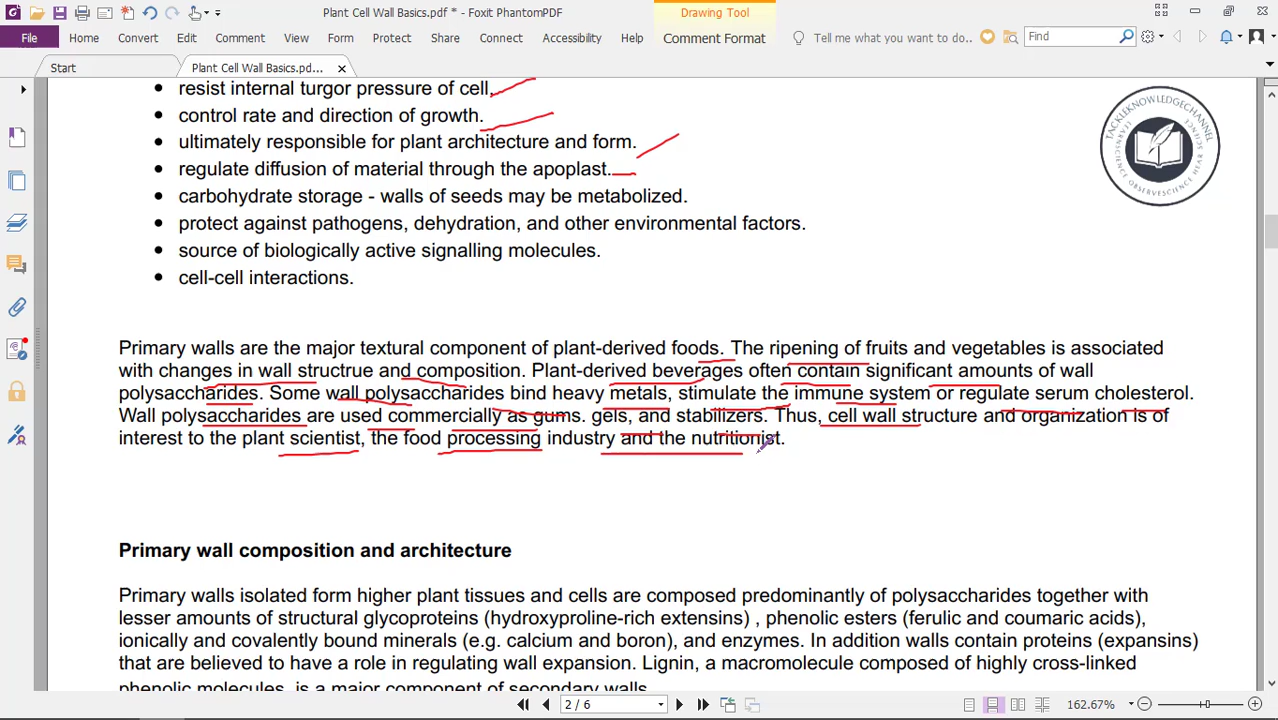 Plant Cell Wall Basics.pdf * - Foxit PhantomPDF
Drawing Tool
File Home Convert Edit Comment View Form Protect Share Connect Accessibility Help Comment Format Tell me what you want to do.. Find
Start Plant Cell Wall Basics.pd...
• resist internal turgor pressure of cell,
• control rate and direction of growth.
• ultimately responsible for plant architecture and form.
• regulate diffusion of material through the apoplast.
• carbohydrate storage - walls of seeds may be metabolized.
• protect against pathogens, dehydration, and other environmental factors.
• source of biologically active signalling molecules.
• cell-cell interactions.
TACKLEKNOWLEDGECHANNEL
Primary walls are the major textural component of plant-derived foods. The ripening of fruits and vegetables is associated
with changes in wall structrue and composition. Plant-derived beverages often contain significant amounts of wall
polysaccharides. Some wall polysaccharides bind heavy metals, stimulate the immune system or regulate serum cholesterol.
Wall polysaccharides are used commercially as gums. gels, and stabilizers. Thus, cell wall structure and organization is of
interest to the plant scientist, the food processing industry and the nutritionist.
Primary wall composition and architecture
Primary walls isolated form higher plant tissues and cells are composed predominantly of polysaccharides together with
lesser amounts of structural glycoproteins (hydroxyproline-rich extensins) , phenolic esters (ferulic and coumaric acids),
ionically and covalently bound minerals (e.g. calcium and boron), and enzymes. In addition walls contain proteins (expansins)
that are believed to have a role in regulating wall expansion. Lignin, a macromolecule composed of highly cross-linked
phenolic molecules, is a major component of secondary walls.
2 / 6 162.67%